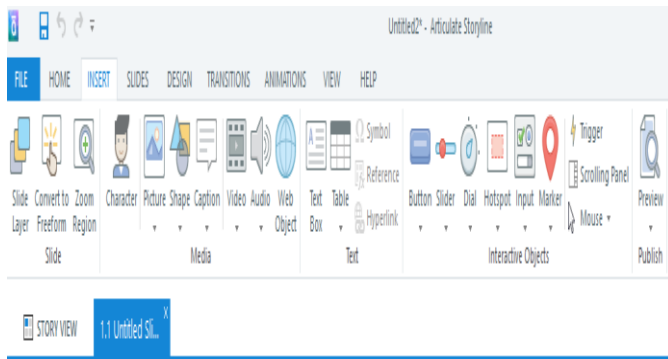 Untitled2* - Articulate Storyline
FILE HOME INSERT SLIDES DESIGN TRANSITIONS ANIMATIONS VIEW HELP
Slide Layer
Convert to Freeform
Zoom Region
Character
Picture
Shape
Caption
Video
Audio
Web Object
Text Box
Table
Symbol
Reference
Hyperlink
Button
Slider
Dial
Hotspot
Input
Marker
Trigger
Scrolling Panel
Mouse
Preview
Slide
Media
Text
Interactive Objects
Publish
STORY VIEW
1.1 Untitled Sli...